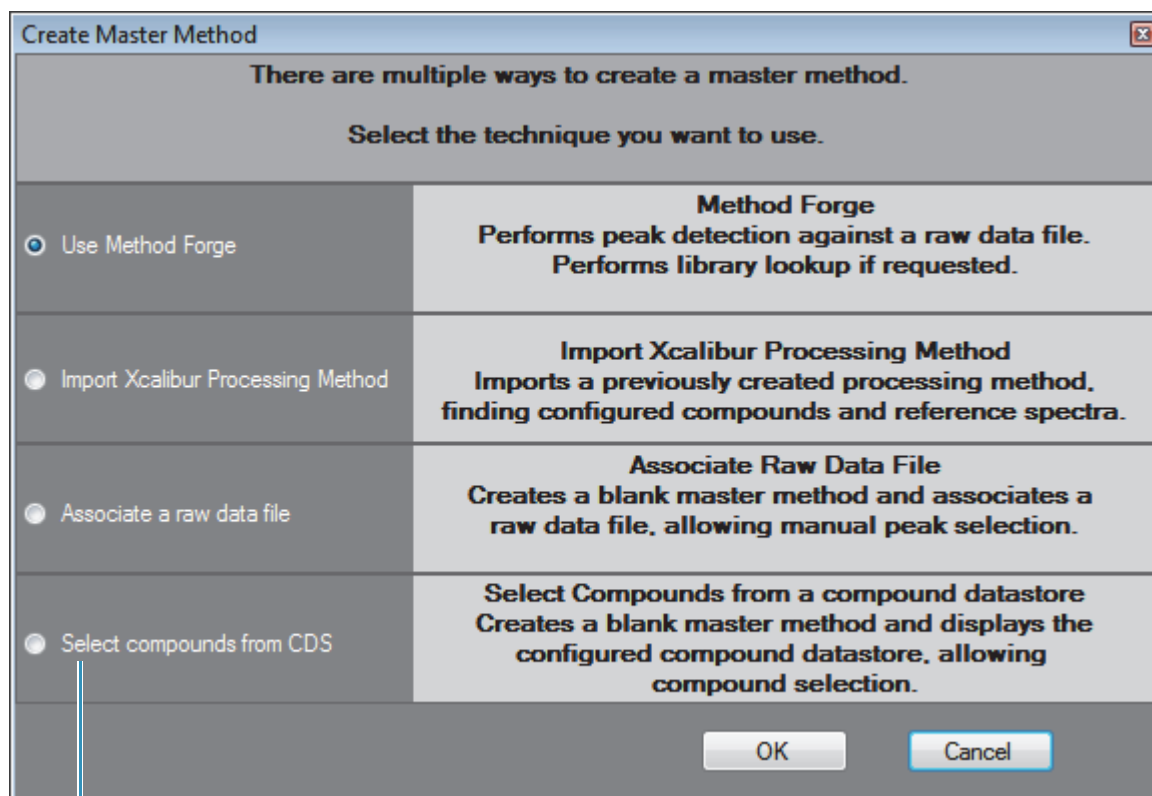 Create Master Method
There are multiple ways to create a master method.
Select the technique you want to use.
Use Method Forge
Method Forge
Performs peak detection against a raw data file.
Performs library lookup if requested.
Import Xcalibur Processing Method
Import Xcalibur Processing Method
Imports a previously created processing method,
finding configured compounds and reference spectra.
Associate a raw data file
Associate Raw Data File
Creates a blank master method and associates a
raw data file, allowing manual peak selection.
Select compounds from CDS
Select Compounds from a compound datastore
Creates a blank master method and displays the
configured compound datastore, allowing
compound selection.
OK
Cancel